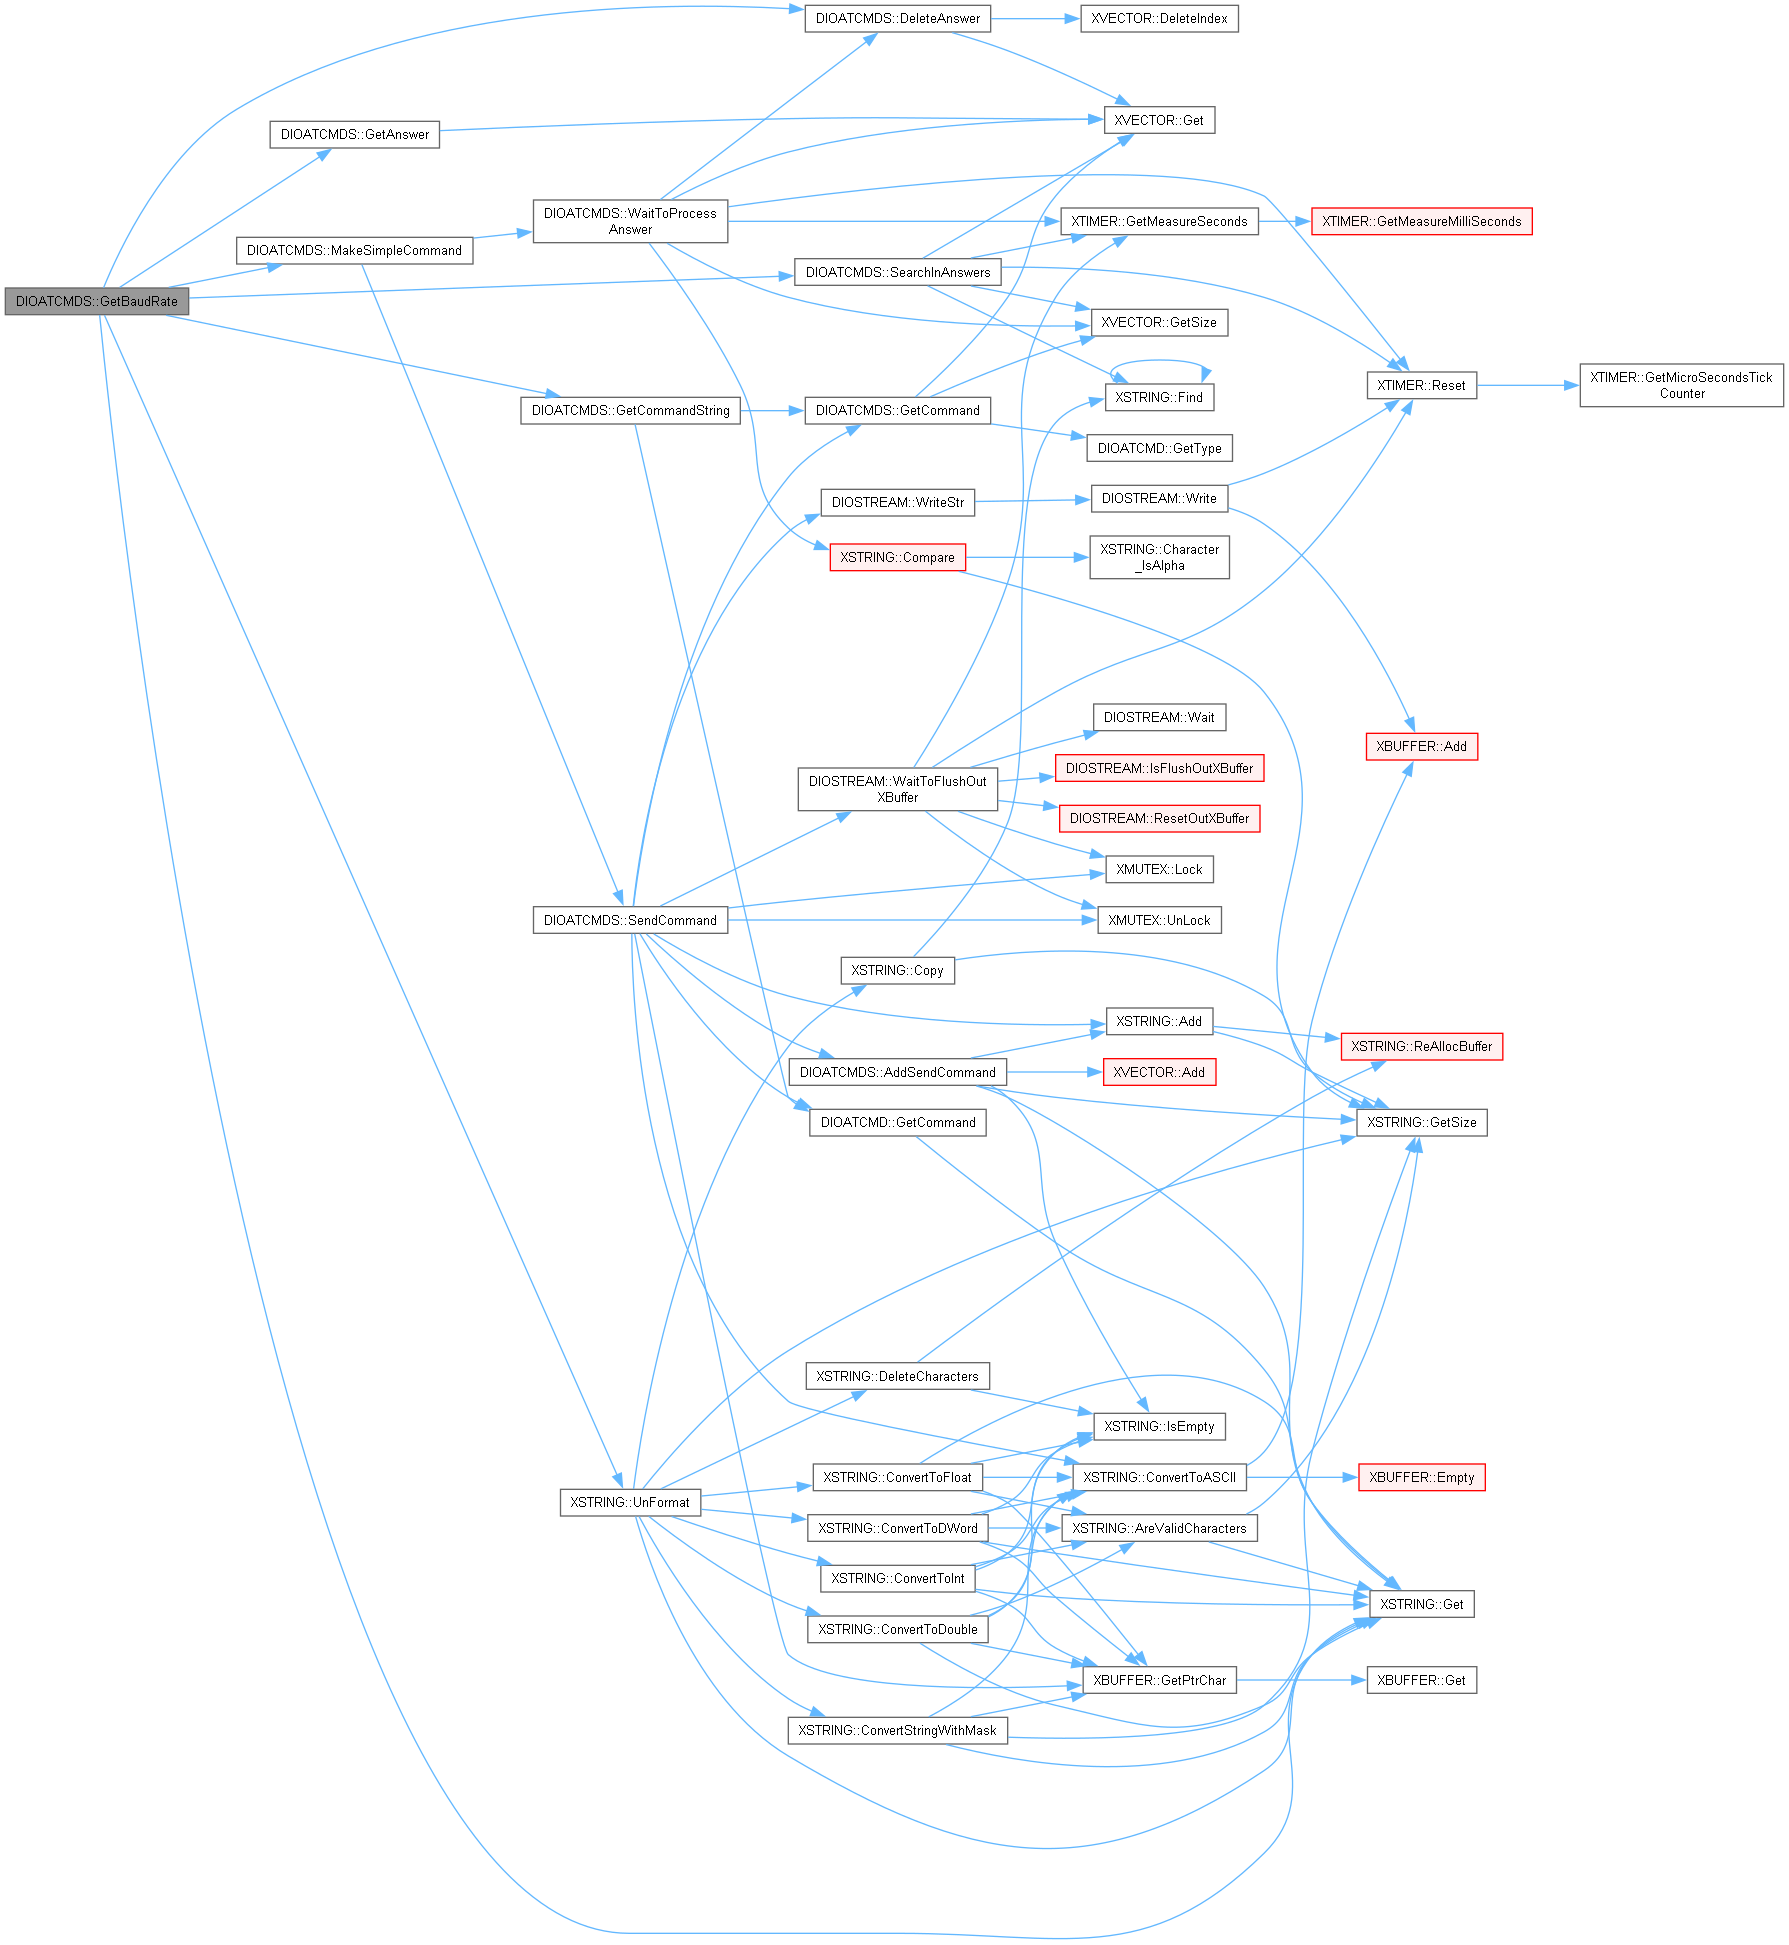 DIOATCMDS::DeleteAnswer
XVECTOR::DeleteIndex
XVECTOR::Get
DIOATCMDS::GetAnswer
DIOATCMDS::WaitToProcess
Answer
XTIMER::GetMeasureSeconds
XTIMER::GetMeasureMilliSeconds
DIOATCMDS::MakeSimpleCommand
DIOATCMDS::SearchInAnswers
DIOATCMDS::GetBaudRate
XVECTOR::GetSize
XTIMER::Reset
XTIMER::GetMicroSecondsTick
Counter
XSTRING::Find
DIOATCMDS::GetCommandString
DIOATCMDS::GetCommand
DIOATCMD::GetType
DIOSTREAM::WriteStr
DIOSTREAM::Write
XSTRING::Compare
XSTRING::Character
_IsAlpha
DIOSTREAM::Wait
XBUFFER::Add
DIOSTREAM::IsFlushOutXBuffer
DIOSTREAM::WaitToFlushOut
XBuffer
DIOSTREAM::ResetOutXBuffer
XMUTEX::Lock
DIOATCMDS::SendCommand
XMUTEX::UnLock
XSTRING::Copy
XSTRING::Add
XSTRING::ReAllocBuffer
DIOATCMDS::AddSendCommand
XVECTOR::Add
DIOATCMD::GetCommand
XSTRING::GetSize
XSTRING::DeleteCharacters
XSTRING::IsEmpty
XSTRING::ConvertToFloat
XSTRING::ConvertToASCII
XBUFFER::Empty
XSTRING::UnFormat
XSTRING::ConvertToDWord
XSTRING::AreValidCharacters
XSTRING::ConvertToInt
XSTRING::Get
XSTRING::ConvertToDouble
XBUFFER::GetPtrChar
XBUFFER::Get
XSTRING::ConvertStringWithMask